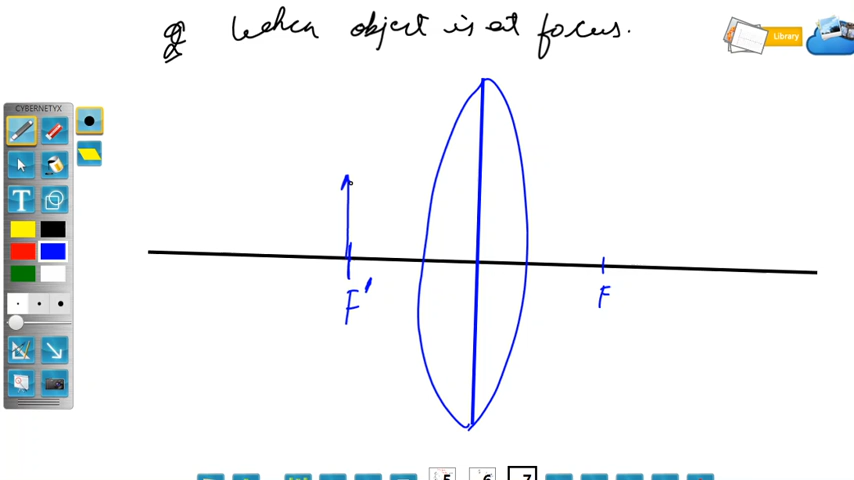 When object is at focus.
Library
CYBERNETYX
T
F'
F
5 6 7